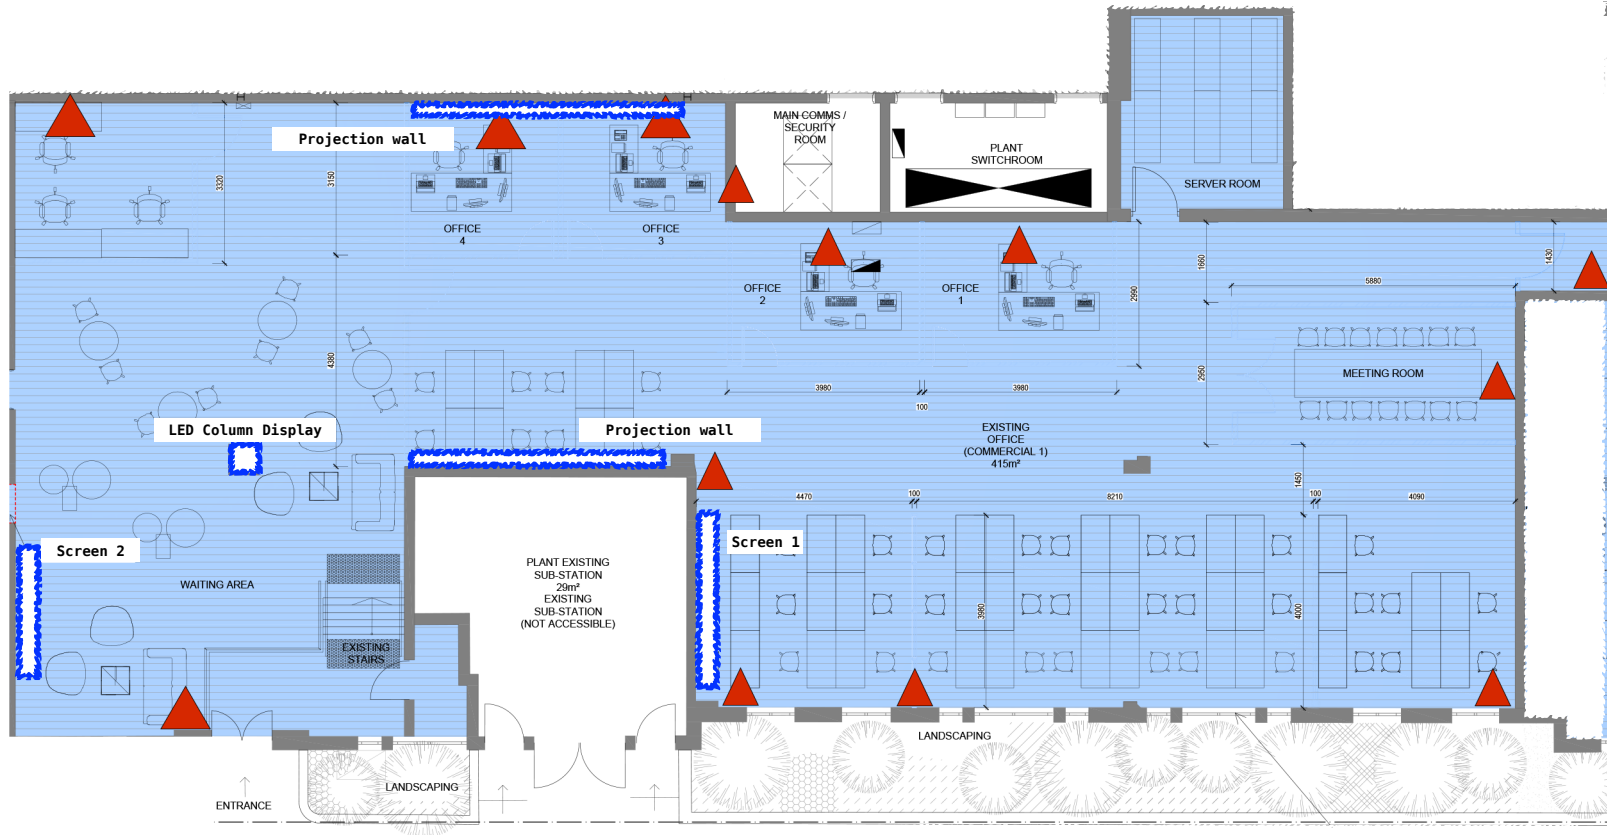 MAIN COMMS /
SECURITY
ROOM
Projection wall
PLANT
SWITCHROOM
SERVER ROOM
3320
3150
OFFICE
4
OFFICE
3
1660
1430
OFFICE
2
OFFICE
1
2990
5880
4380
2950
MEETING ROOM
3980
3980
100
LED Column Display
Projection wall
EXISTING
OFFICE
(COMMERCIAL 1)
415m²
1450
4470
100
8210
100
4090
Screen 2
Screen 1
PLANT EXISTING
SUB-STATION
29m²
EXISTING
SUB-STATION
(NOT ACCESSIBLE)
WAITING AREA
3980
4000
EXISTING
STAIRS
LANDSCAPING
LANDSCAPING
ENTRANCE